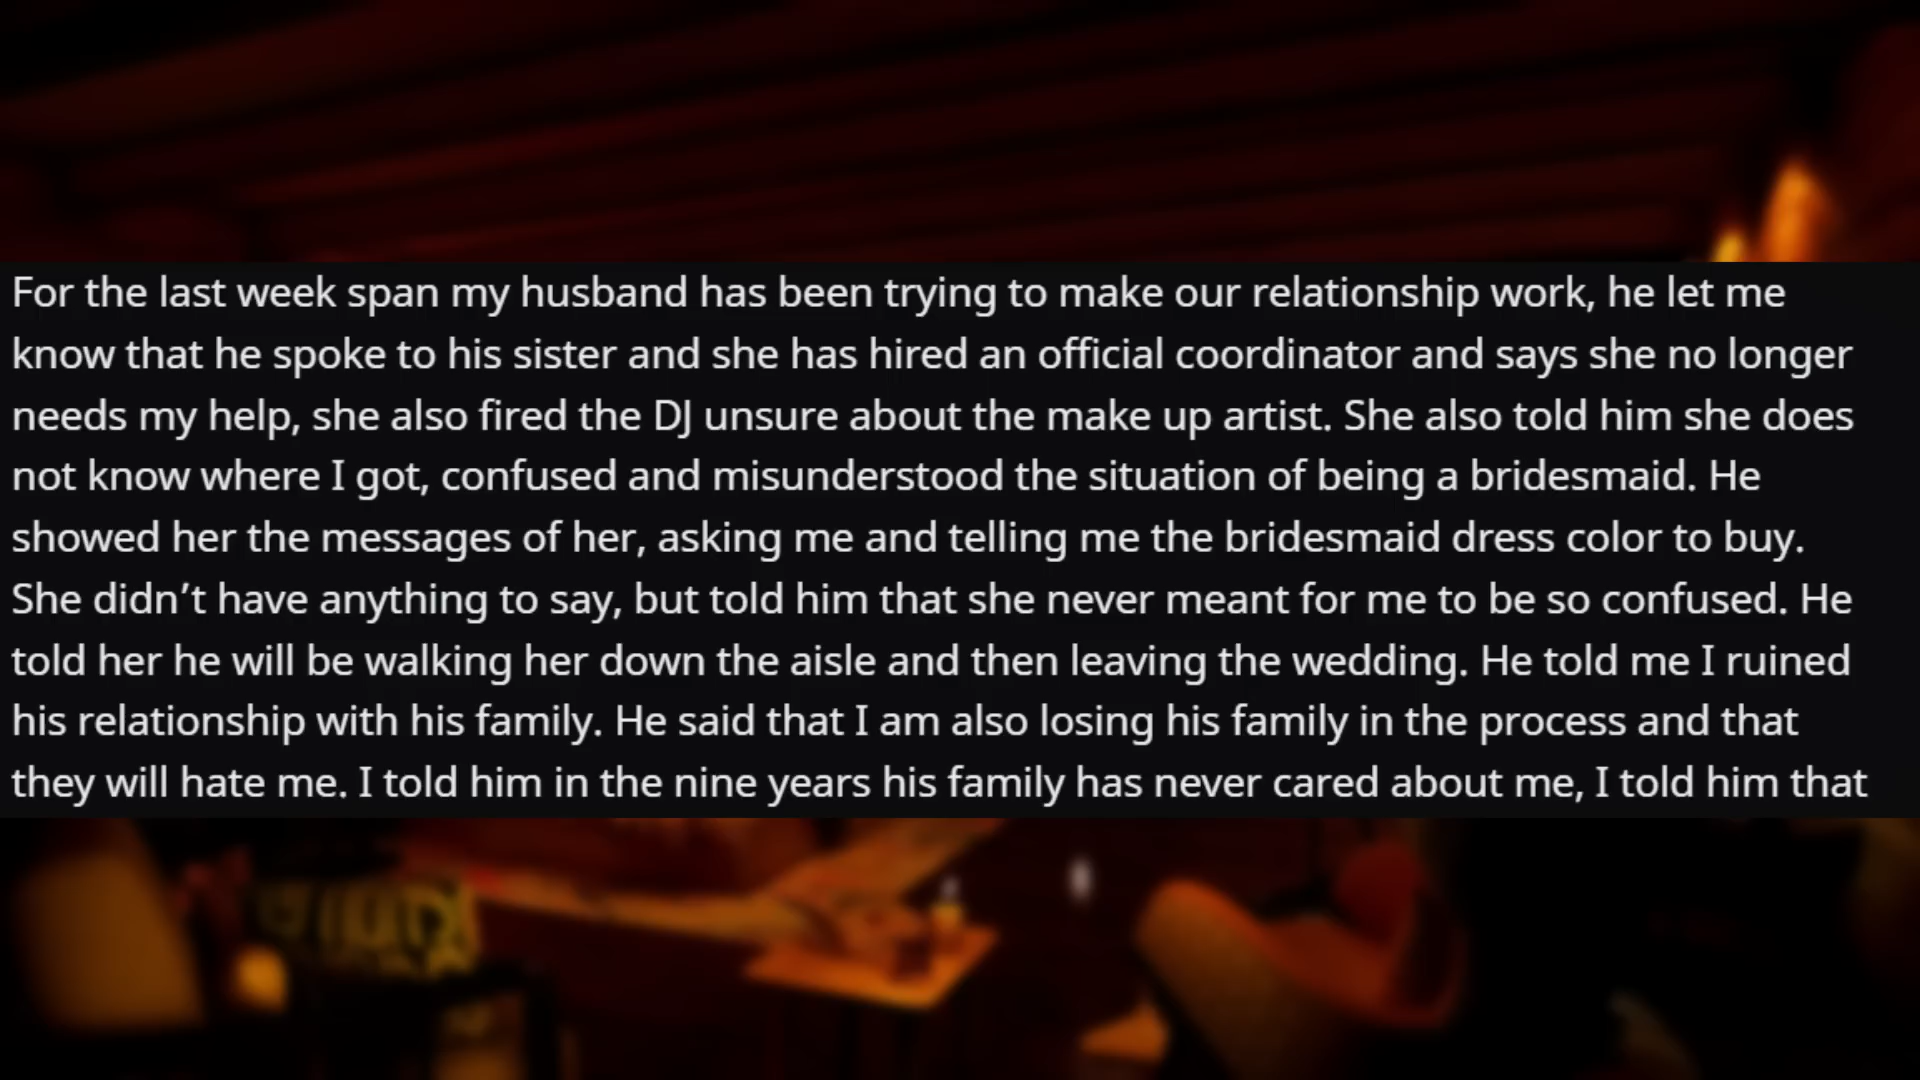 For the last week span my husband has been trying to make our relationship work, he let me
know that he spoke to his sister and she has hired an official coordinator and says she no longer
needs my help, she also fired the DJ unsure about the make up artist. She also told him she does
not know where I got, confused and misunderstood the situation of being a bridesmaid. He
showed her the messages of her, asking me and telling me the bridesmaid dress color to buy.
She didn’t have anything to say, but told him that she never meant for me to be so confused. He
told her he will be walking her down the aisle and then leaving the wedding. He told me I ruined
his relationship with his family. He said that I am also losing his family in the process and that
they will hate me. I told him in the nine years his family has never cared about me, I told him that